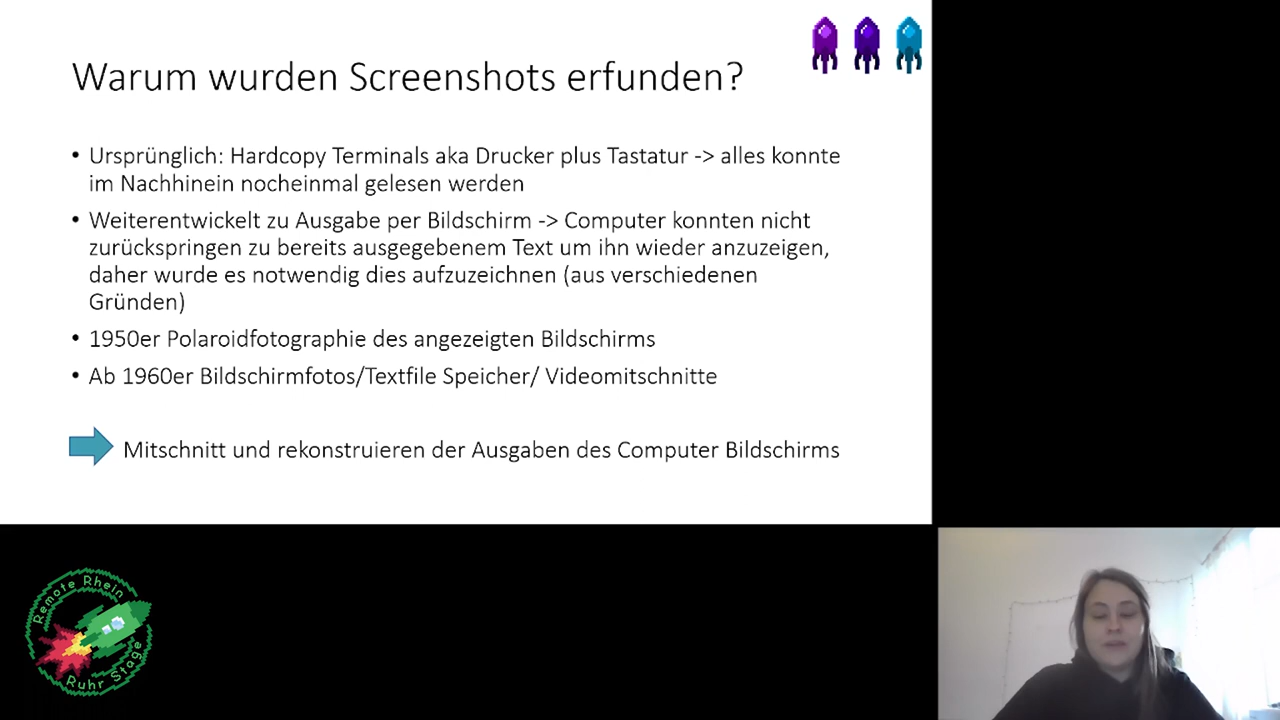 Warum wurden Screenshots erfunden?
• Ursprünglich: Hardcopy Terminals aka Drucker plus Tastatur -> alles konnte
im Nachhinein nocheinmal gelesen werden
• Weiterentwickelt zu Ausgabe per Bildschirm -> Computer konnten nicht
zurückspringen zu bereits ausgegebenem Text um ihn wieder anzuzeigen,
daher wurde es notwendig dies aufzuzeichnen (aus verschiedenen
Gründen)
• 1950er Polaroidfotographie des angezeigten Bildschirms
• Ab 1960er Bildschirmfotos/Textfile Speicher/ Videomitschnitte
Mitschnitt und rekonstruieren der Ausgaben des Computer Bildschirms
Remote Rhein
Ruhr Stage